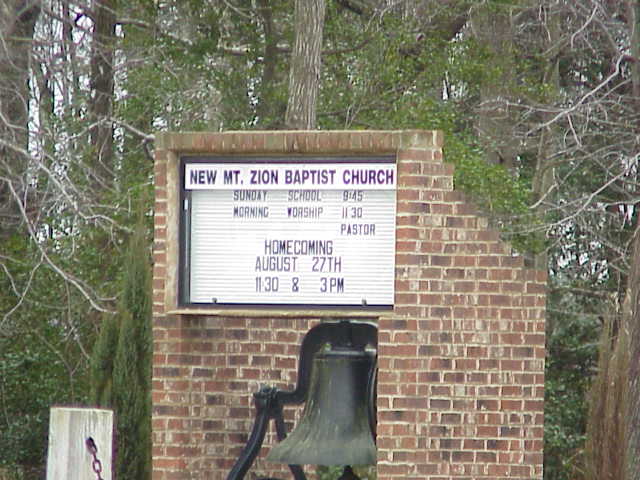 NEW MT. ZION BAPTIST CHURCH
SUNDAY SCHOOL 9:45
MORNING WORSHIP 11:30
PASTOR
HOMECOMING
AUGUST 27TH
11:30 & 3PM